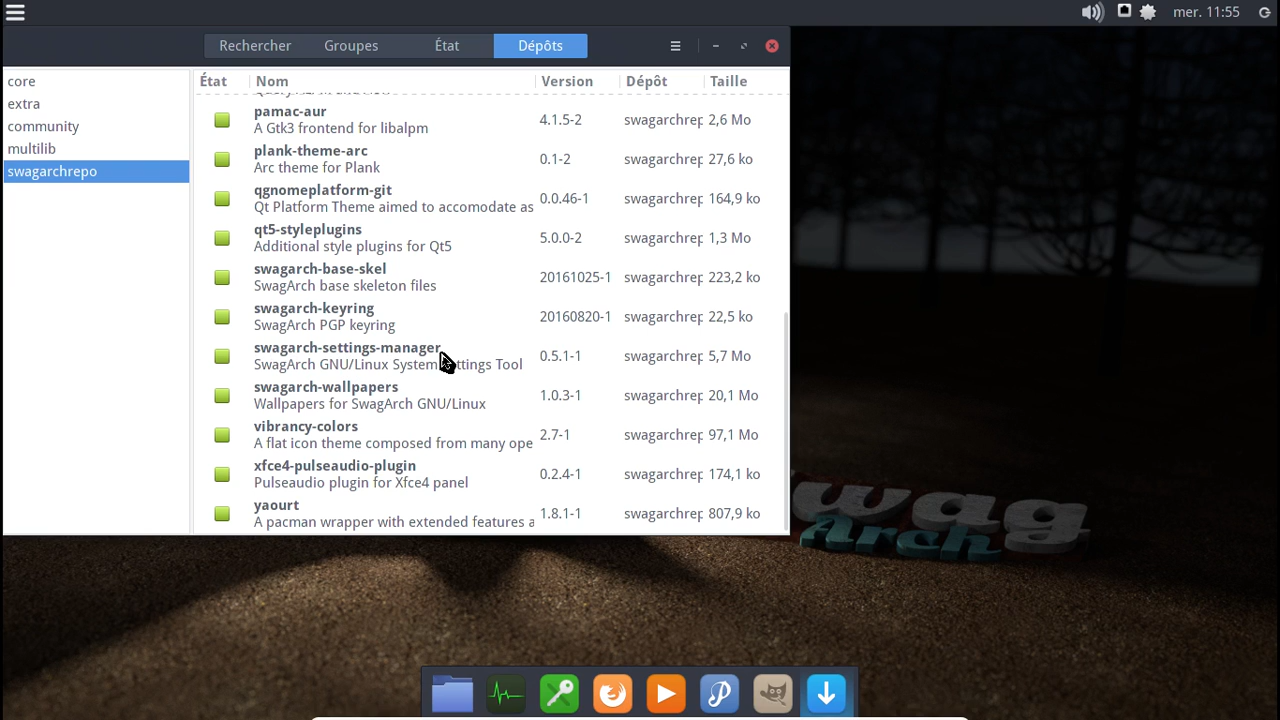 mer. 11:55
Rechercher
Groupes
État
Dépôts
core
extra
community
multilib
swagarchrepo
État Nom Version Dépôt Taille
pamac-aur
A Gtk3 frontend for libalpm
4.1.5-2 swagarchrep 2,6 Mo
plank-theme-arc
Arc theme for Plank
0.1-2 swagarchrep 27,6 ko
qgnomeplatform-git
Qt Platform Theme aimed to accomodate as
0.0.46-1 swagarchrep 164,9 ko
qt5-styleplugins
Additional style plugins for Qt5
5.0.0-2 swagarchrep 1,3 Mo
swagarch-base-skel
SwagArch base skeleton files
20161025-1 swagarchrep 223,2 ko
swagarch-keyring
SwagArch PGP keyring
20160820-1 swagarchrep 22,5 ko
swagarch-settings-manager
SwagArch GNU/Linux System Settings Tool
0.5.1-1 swagarchrep 5,7 Mo
swagarch-wallpapers
Wallpapers for SwagArch GNU/Linux
1.0.3-1 swagarchrep 20,1 Mo
vibrancy-colors
A flat icon theme composed from many ope
2.7-1 swagarchrep 97,1 Mo
xfce4-pulseaudio-plugin
Pulseaudio plugin for Xfce4 panel
0.2.4-1 swagarchrep 174,1 ko
yaourt
A pacman wrapper with extended features a
1.8.1-1 swagarchrep 807,9 ko
wag
Arch